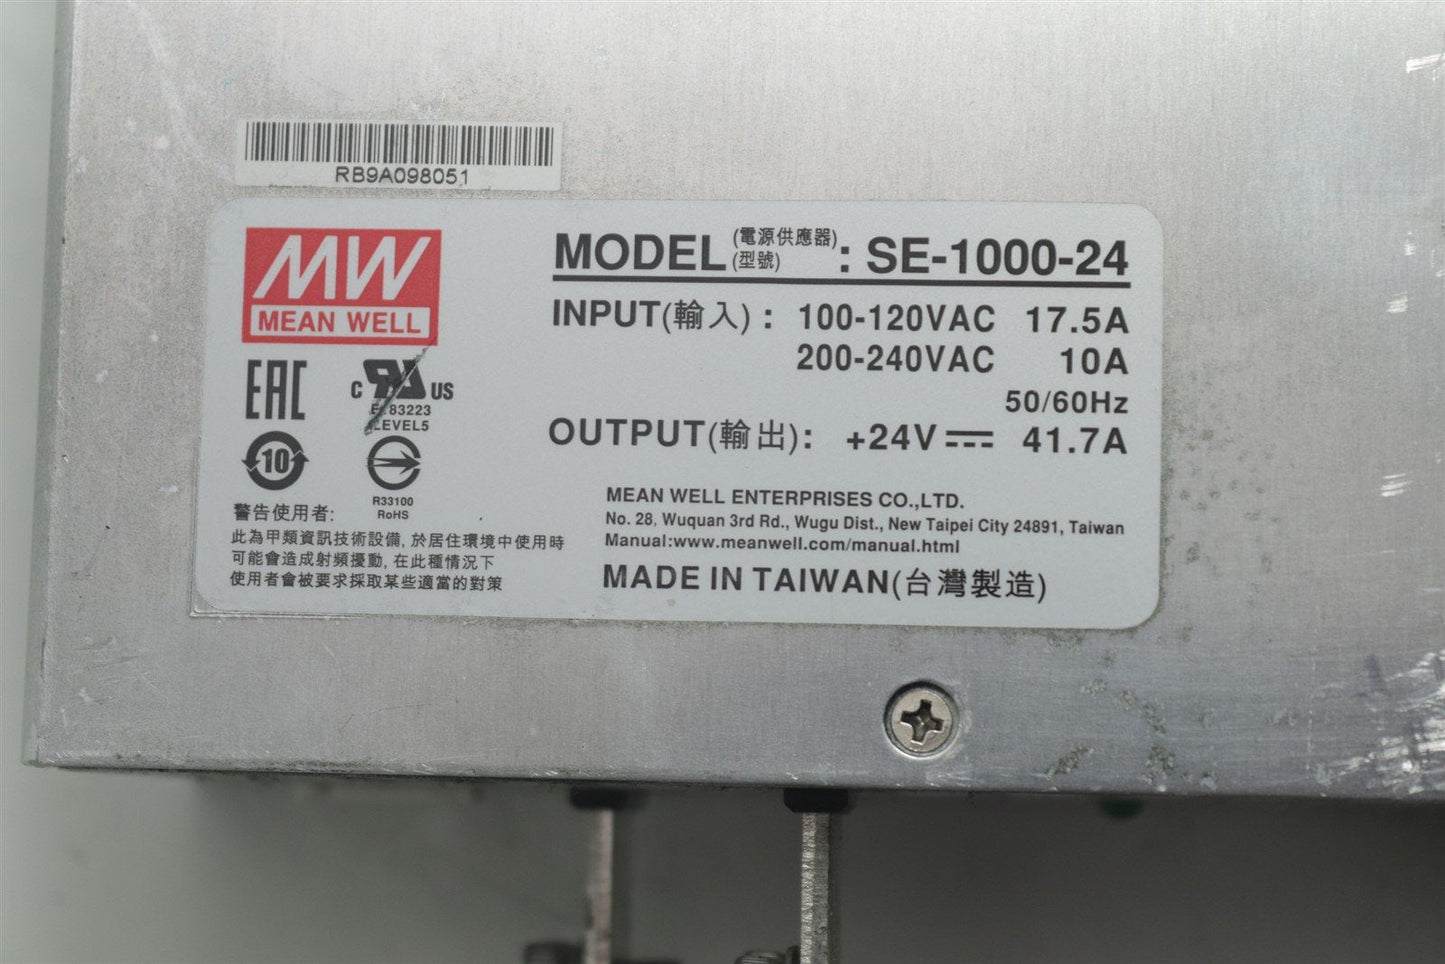 RB9A098051
MW
MEAN WELL
MODEL(電源供應器)(型號): SE-1000-24
INPUT(輸入): 100-120VAC 17.5A
200-240VAC 10A
50/60Hz
OUTPUT(輸出): +24V 41.7A
EAC
C US
83223
LEVEL5
10
R33100
RoHS
警告使用者:
此為甲類資訊技術設備, 於居住環境中使用時
可能會造成射頻擾動, 在此種情況下
使用者會被要求採取某些適當的對策
MEAN WELL ENTERPRISES CO.,LTD.
No. 28, Wuquan 3rd Rd., Wugu Dist., New Taipei City 24891, Taiwan
Manual:www.meanwell.com/manual.html
MADE IN TAIWAN(台灣製造)